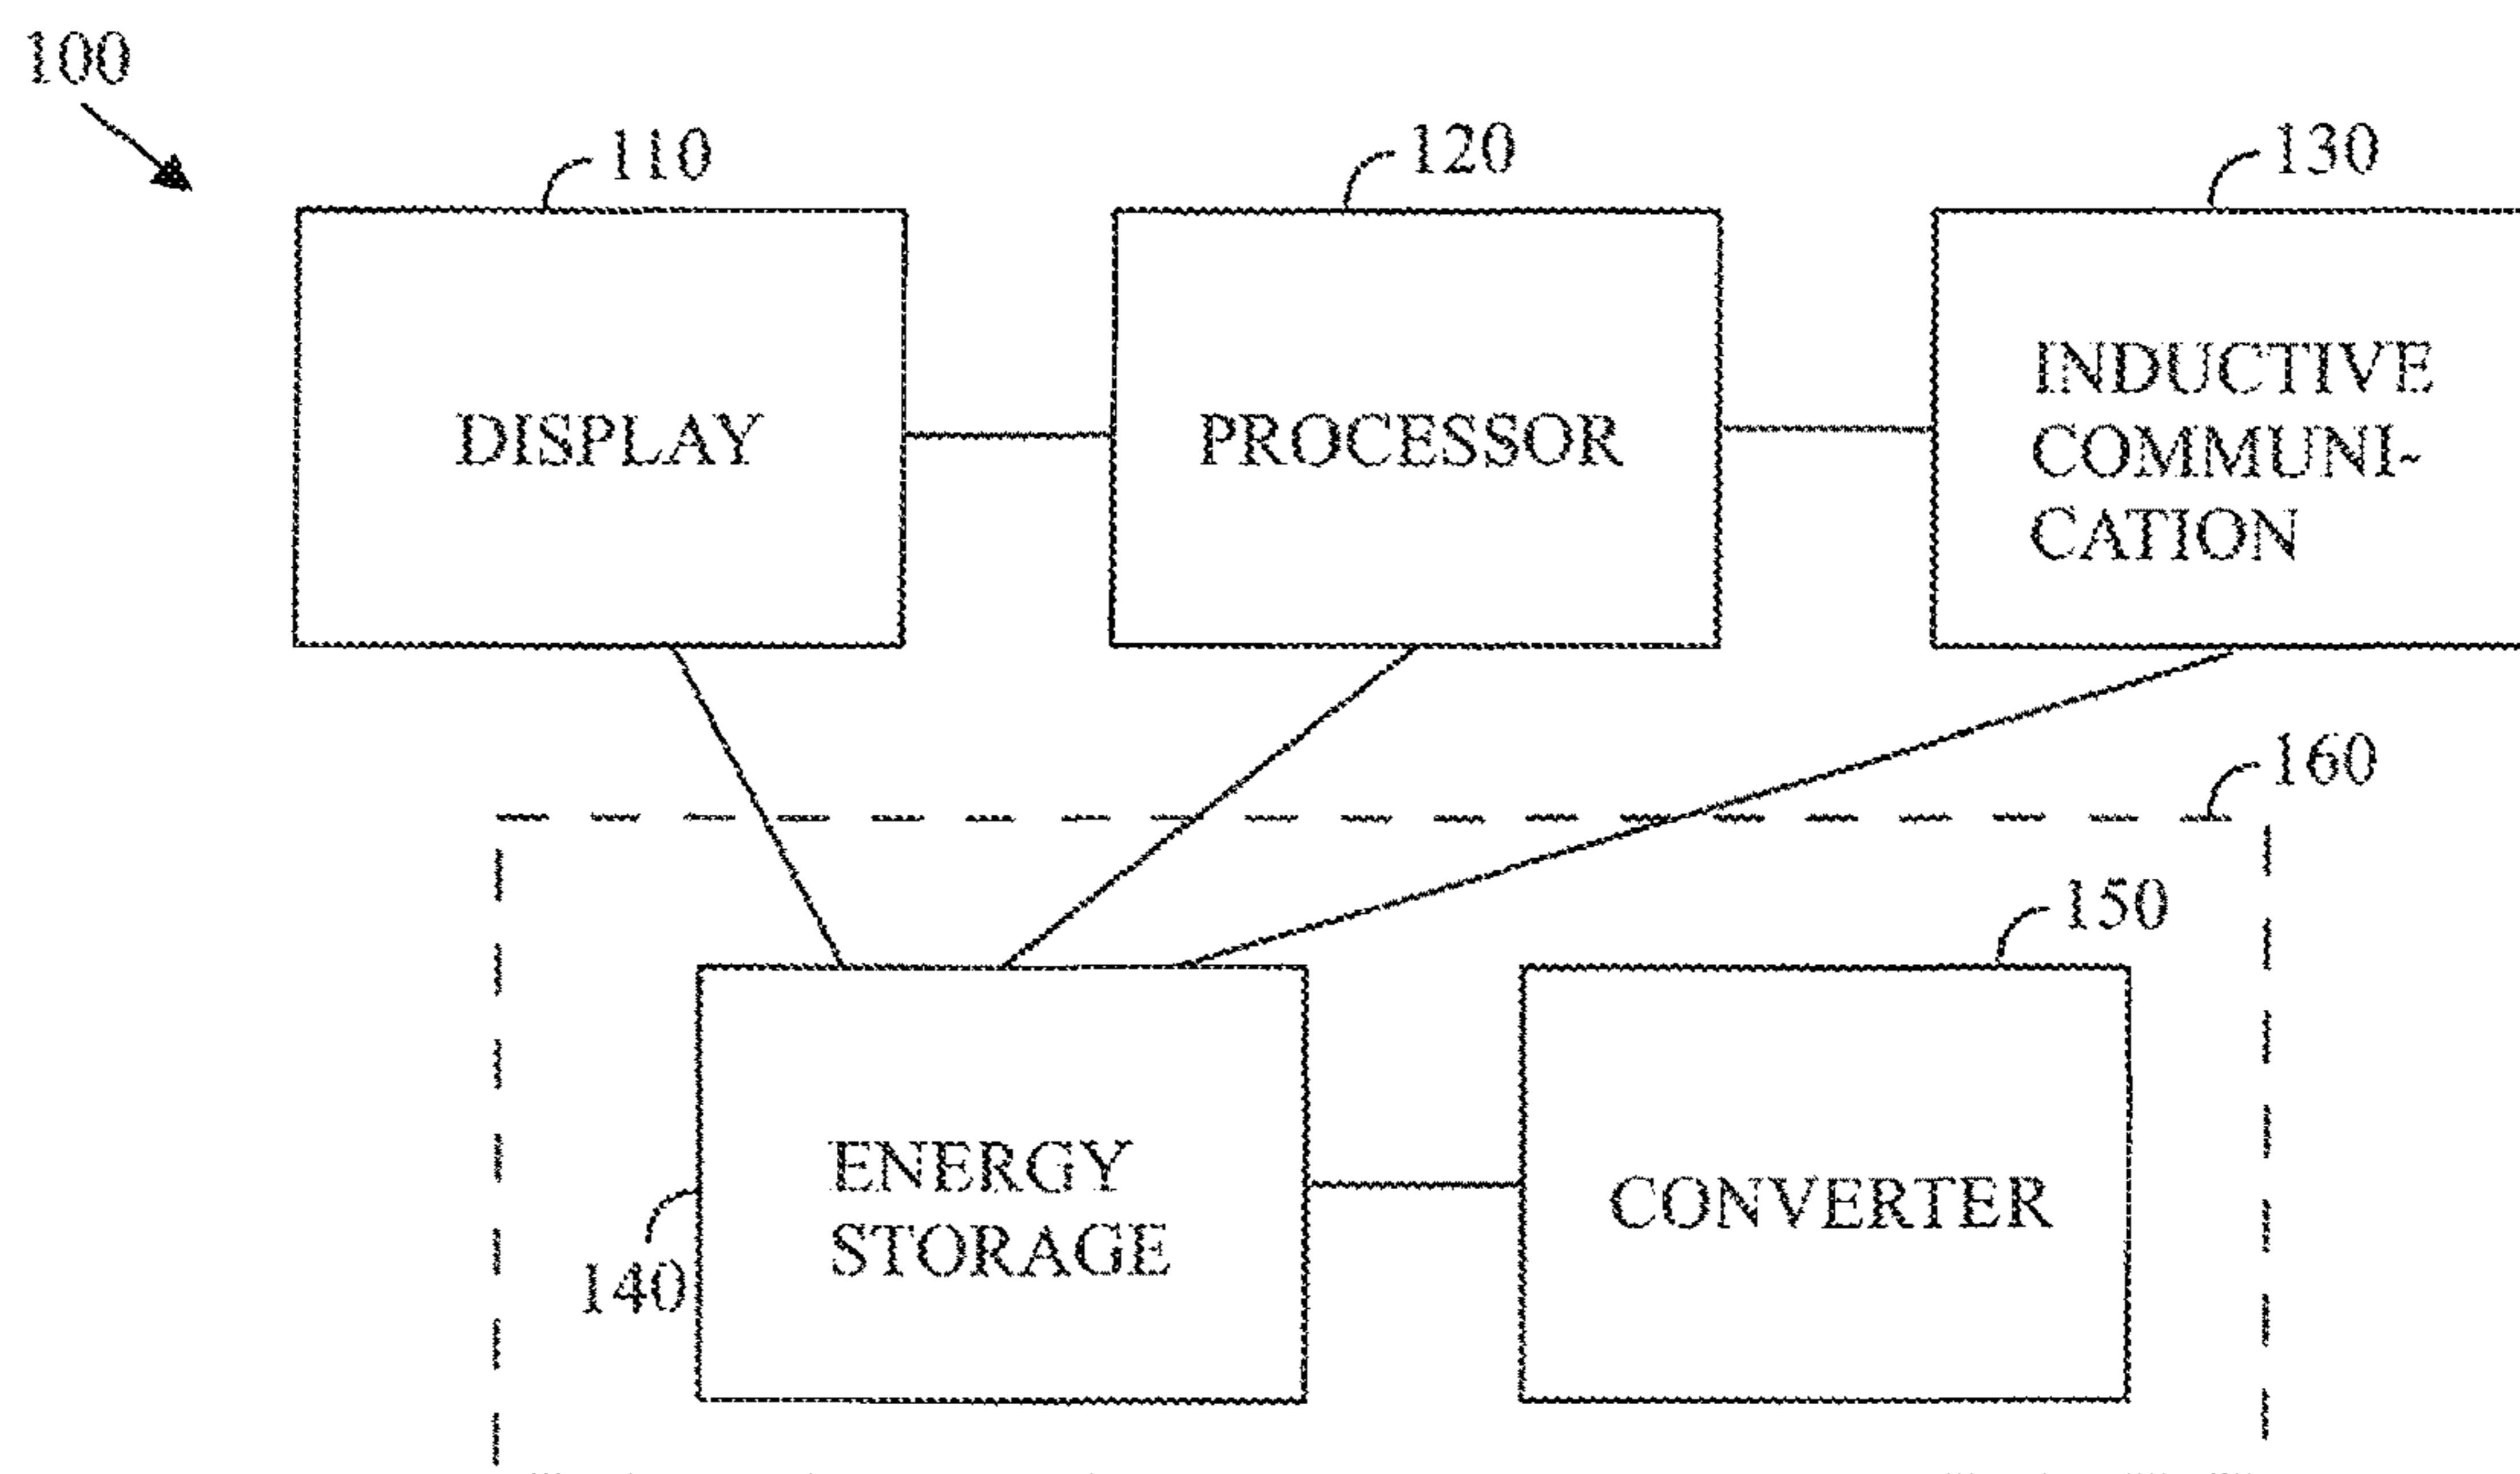 100
110
120
130
DISPLAY
PROCESSOR
INDUCTIVE
COMMUNI-
CATION
160
150
ENERGY
STORAGE
140
CONVERTER